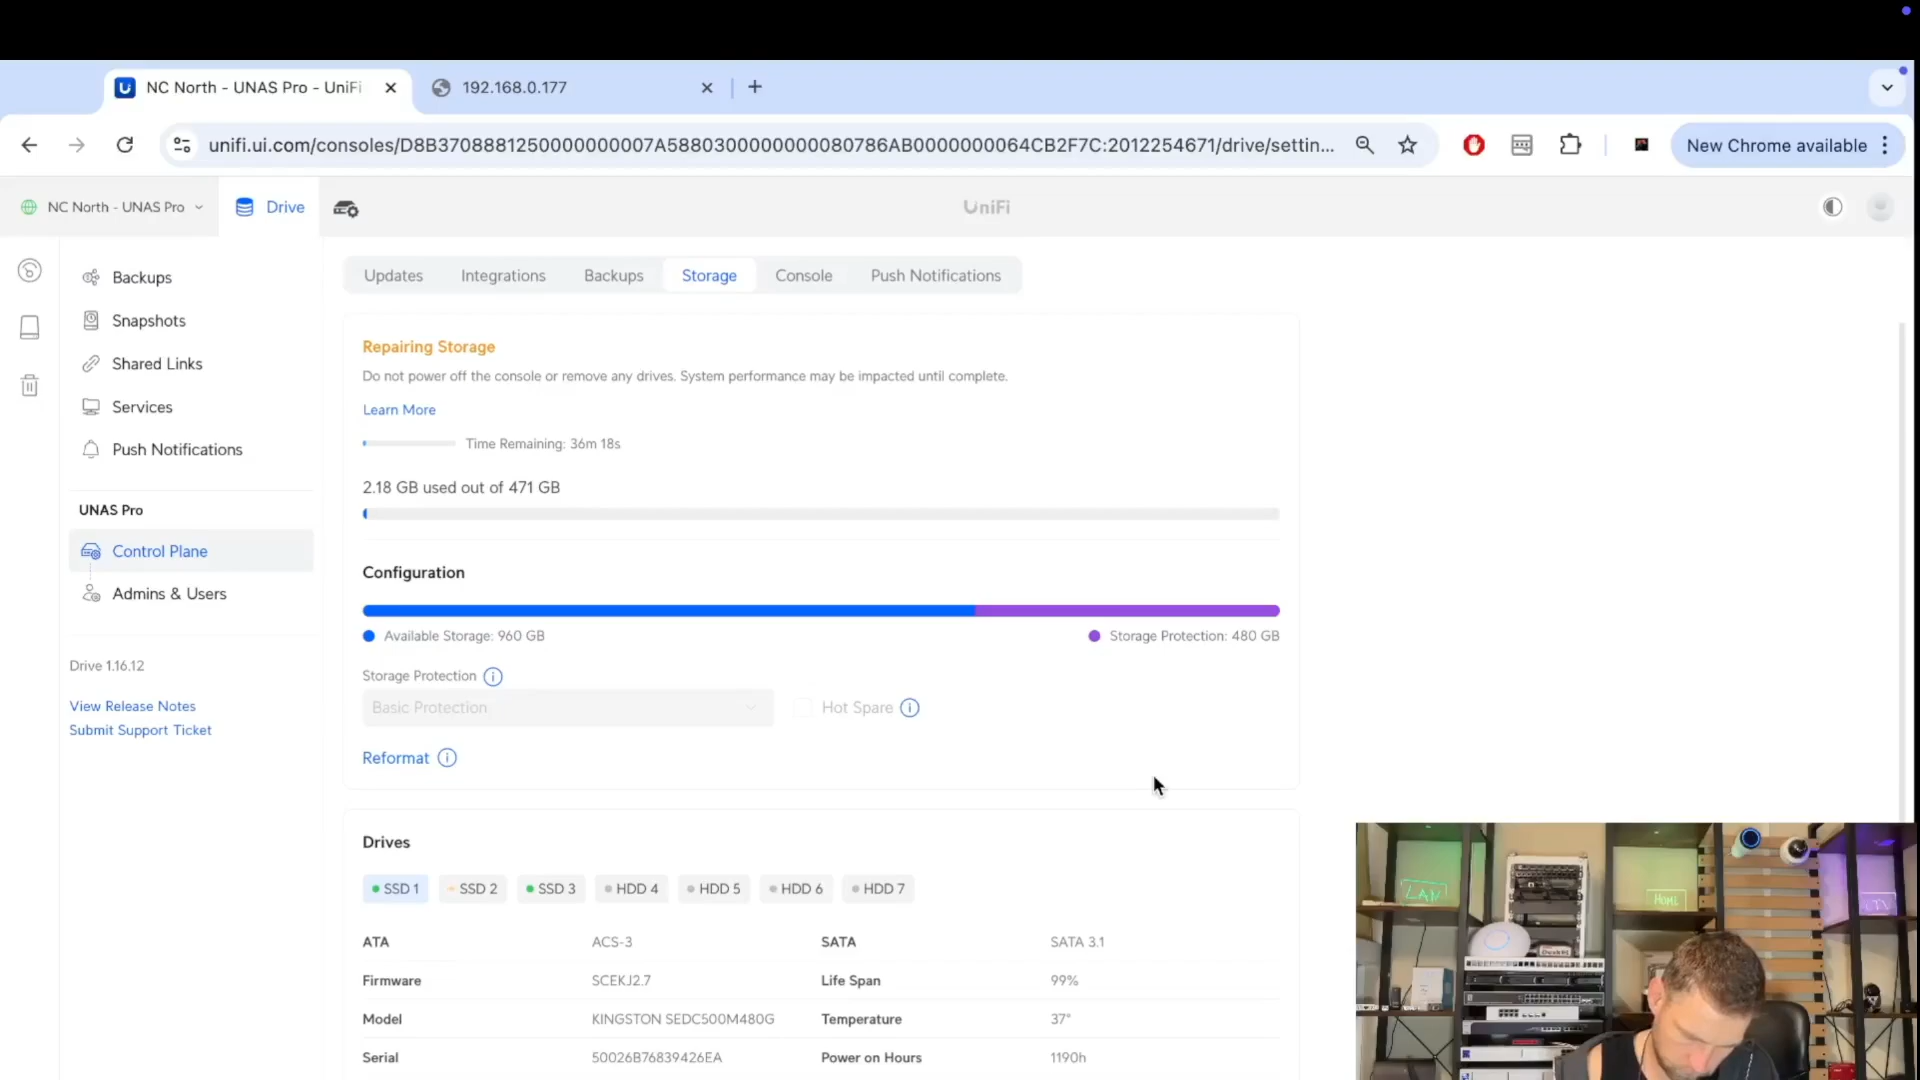 NC North - UNAS Pro - UniFi
192.168.0.177
unifi.ui.com/consoles/D8B3708881250000000007A5880300000000080786AB0000000064CB2F7C:2012254671/drive/settin...
New Chrome available
NC North - UNAS Pro
Drive
UniFi
Backups
Snapshots
Shared Links
Services
Push Notifications
UNAS Pro
Control Plane
Admins & Users
Drive 1.16.12
View Release Notes
Submit Support Ticket
Updates
Integrations
Backups
Storage
Console
Push Notifications
Repairing Storage
Do not power off the console or remove any drives. System performance may be impacted until complete.
Learn More
Time Remaining: 36m 18s
2.18 GB used out of 471 GB
Configuration
Available Storage: 960 GB
Storage Protection: 480 GB
Storage Protection
Basic Protection
Hot Spare
Reformat
Drives
SSD 1
SSD 2
SSD 3
HDD 4
HDD 5
HDD 6
HDD 7
ATA
ACS-3
SATA
SATA 3.1
Firmware
SCEKJ2.7
Life Span
99%
Model
KINGSTON SEDC500M480G
Temperature
37°
Serial
50026B76839426EA
Power on Hours
1190h
LAN
HOME